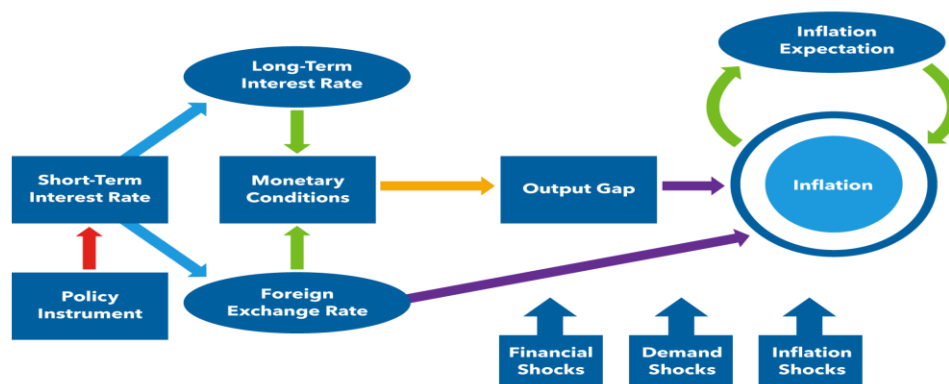 Inflation
Expectation
Long-Term
Interest Rate
Short-Term
Interest Rate
Monetary
Conditions
Output Gap
Inflation
Policy
Instrument
Foreign
Exchange Rate
Financial
Shocks
Demand
Shocks
Inflation
Shocks